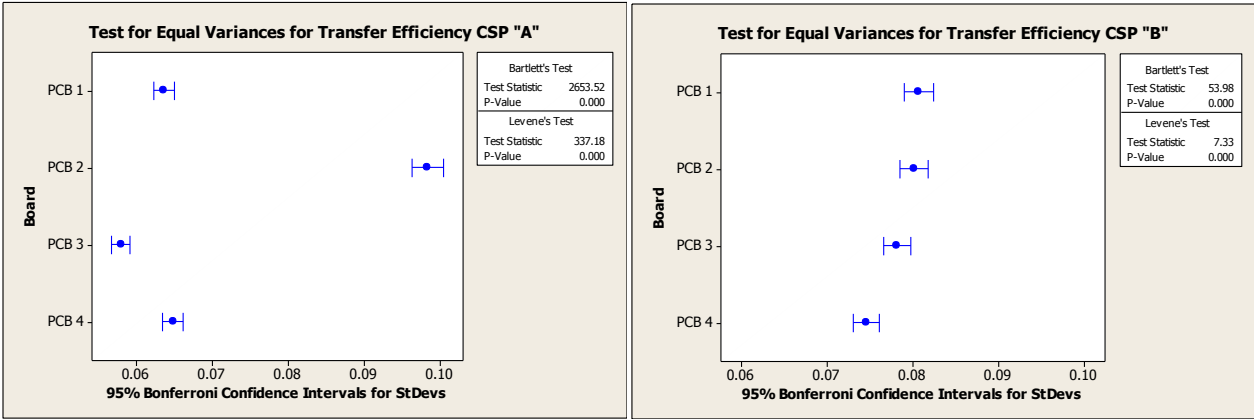 Test for Equal Variances for Transfer Efficiency CSP "A"
Bartlett's Test
Test Statistic 2653.52
P-Value 0.000
Levene's Test
Test Statistic 337.18
P-Value 0.000
Board
PCB 1
PCB 2
PCB 3
PCB 4
0.06 0.07 0.08 0.09 0.10
95% Bonferroni Confidence Intervals for StDevs
Test for Equal Variances for Transfer Efficiency CSP "B"
Bartlett's Test
Test Statistic 53.98
P-Value 0.000
Levene's Test
Test Statistic 7.33
P-Value 0.000
Board
PCB 1
PCB 2
PCB 3
PCB 4
0.06 0.07 0.08 0.09 0.10
95% Bonferroni Confidence Intervals for StDevs